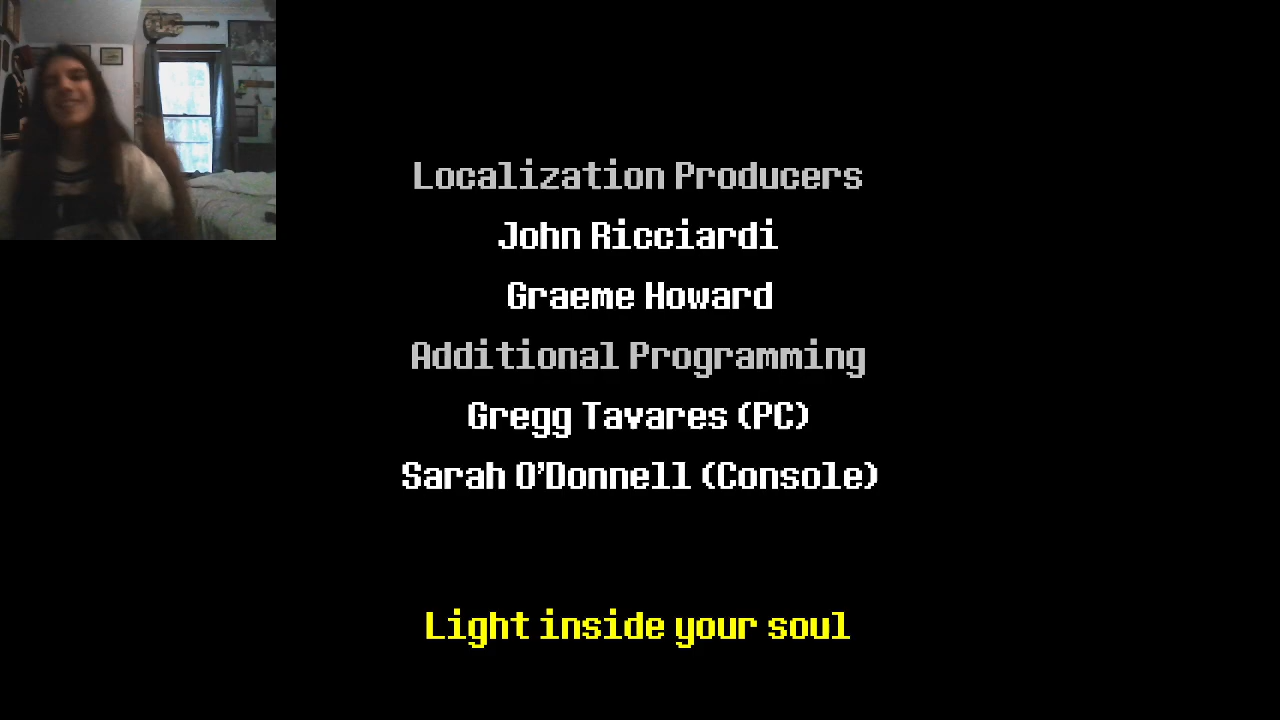 Localization Producers
John Ricciardi
Graeme Howard
Additional Programming
Gregg Tavares (PC)
Sarah O'Donnell (Console)
Light inside your soul